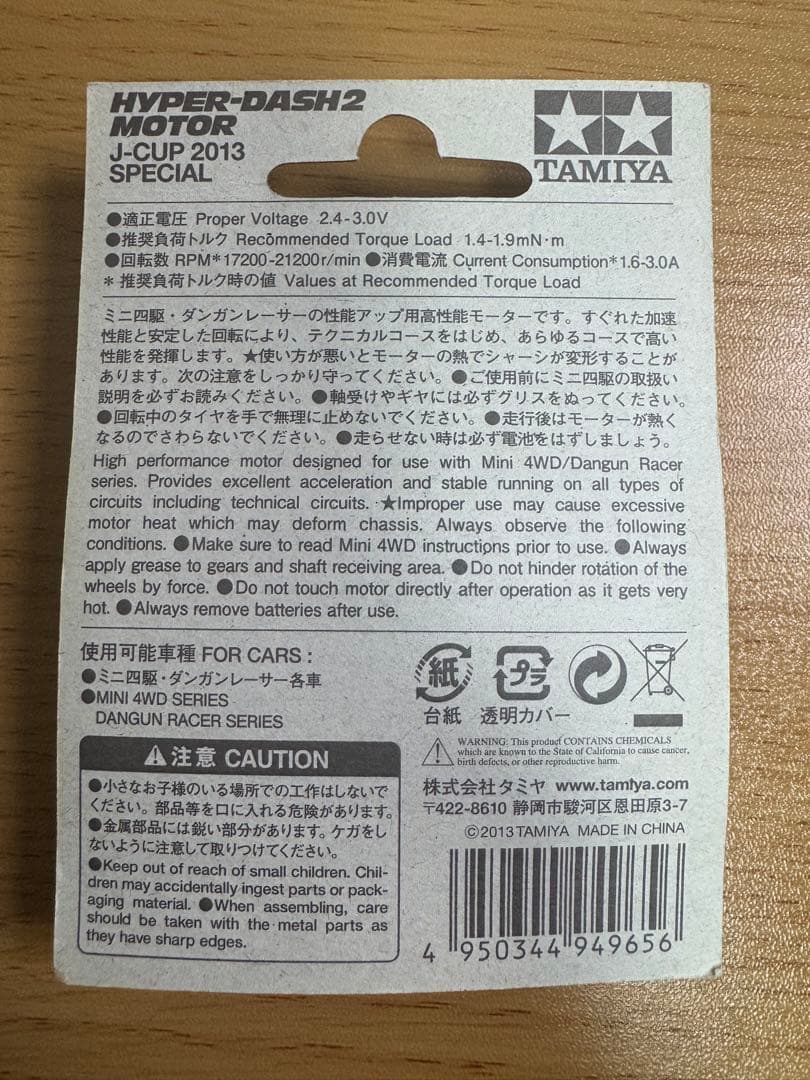 HYPER-DASH2
MOTOR
J-CUP 2013
SPECIAL
TAMIYA
●適正電圧 Proper Voltage 2.4-3.0V
●推奨負荷トルク Recommended Torque Load 1.4-1.9mN·m
●回転数 RPM*17200-21200r/min ●消費電流 Current Consumption*1.6-3.0A
* 推奨負荷トルク時の値 Values at Recommended Torque Load
ミニ四駆・ダンガンレーサーの性能アップ用高性能モーターです。すぐれた加速
性能と安定した回転により、テクニカルコースをはじめ、あらゆるコースで高い
性能を発揮します。★使い方が悪いとモーターの熱でシャーシが変形することが
あります。次の注意をしっかり守ってください。●ご使用前にミニ四駆の取扱い
説明を必ずお読みください。●軸受けやギヤには必ずグリスをぬってください。
●回転中のタイヤを手で無理に止めないでください。●走行後はモーターが熱く
なるのでさわらないでください。●走らせない時は必ず電池をはずしましょう。
High performance motor designed for use with Mini 4WD/Dangun Racer
series. Provides excellent acceleration and stable running on all types of
circuits including technical circuits. ★Improper use may cause excessive
motor heat which may deform chassis. Always observe the following
conditions. ●Make sure to read Mini 4WD instructions prior to use. ●Always
apply grease to gears and shaft receiving area. ●Do not hinder rotation of the
wheels by force. ●Do not touch motor directly after operation as it gets very
hot. ●Always remove batteries after use.
使用可能車種 FOR CARS :
●ミニ四駆・ダンガンレーサー各車
●MINI 4WD SERIES
DANGUN RACER SERIES
紙
プラ
台紙 透明カバー
注意 CAUTION
●小さなお子様のいる場所での工作はしないで
ください。部品等を口に入れる危険があります。
●金属部品には鋭い部分があります。ケガをし
ないように注意して取りつけてください。
●Keep out of reach of small children. Chil-
dren may accidentally ingest parts or pack-
aging material. ●When assembling, care
should be taken with the metal parts as
they have sharp edges.
WARNING: This product CONTAINS CHEMICALS
which are known to the State of California to cause cancer,
birth defects, or other reproductive harm.
株式会社タミヤ www.tamiya.com
〒422-8610 静岡市駿河区恩田原3-7
©2013 TAMIYA MADE IN CHINA
4 950344 949656